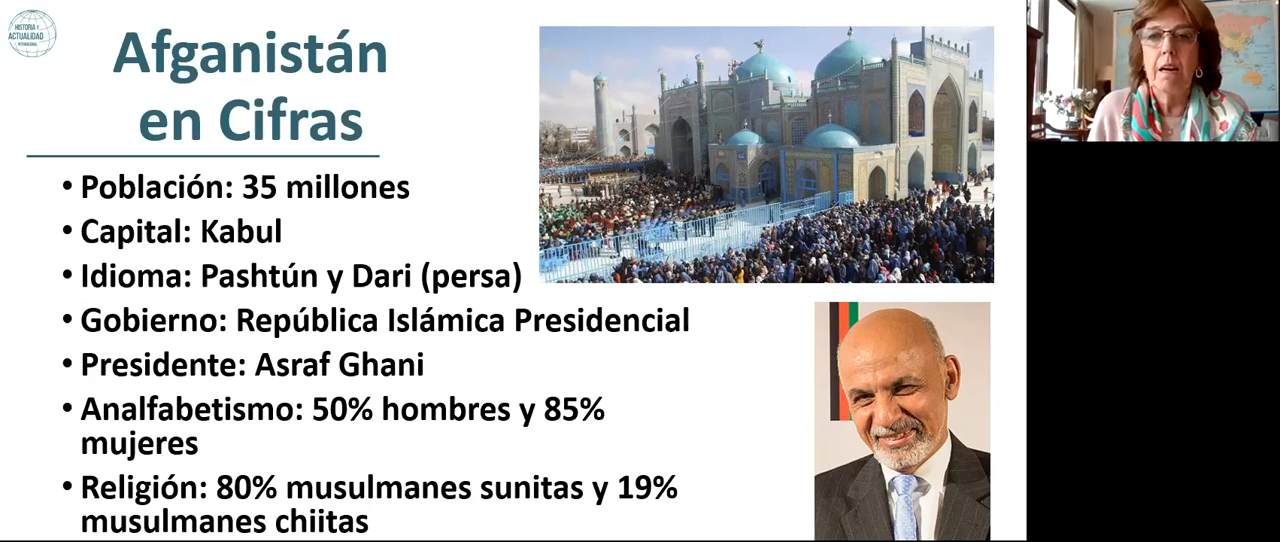 HISTORIA Y
ACTUALIDAD
INTERNACIONAL
Afganistán
en Cifras
• Población: 35 millones
• Capital: Kabul
• Idioma: Pashtún y Dari (persa)
• Gobierno: República Islámica Presidencial
• Presidente: Asraf Ghani
• Analfabetismo: 50% hombres y 85%
mujeres
• Religión: 80% musulmanes sunitas y 19%
musulmanes chiitas